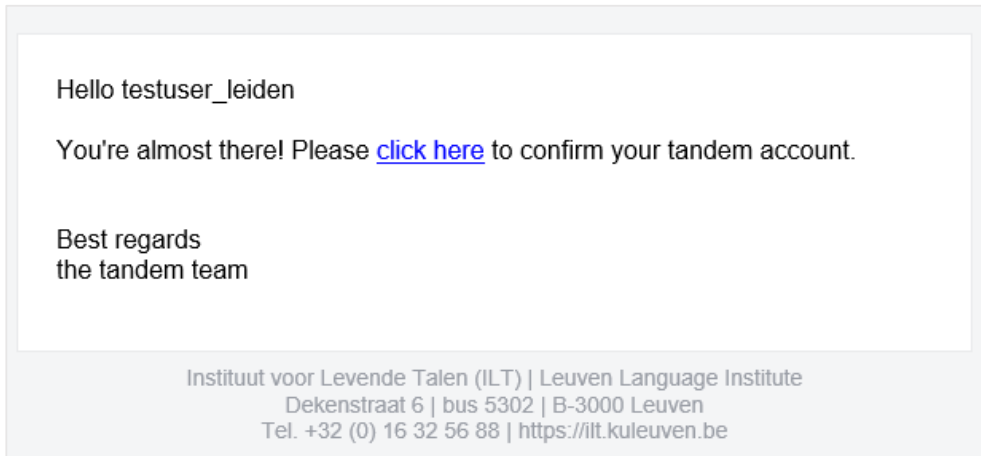 Hello testuser_leiden
You're almost there! Please click here to confirm your tandem account.
Best regards
the tandem team
Instituut voor Levende Talen (ILT) | Leuven Language Institute
Dekenstraat 6 | bus 5302 | B-3000 Leuven
Tel. +32 (0) 16 32 56 88 | https://ilt.kuleuven.be